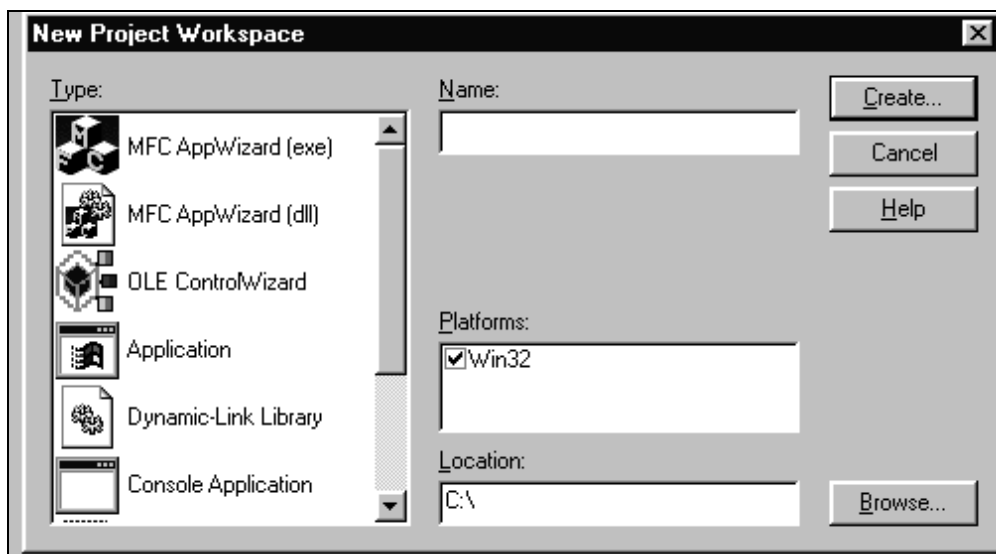 New Project Workspace
Type:
MFC AppWizard (exe)
MFC AppWizard (dll)
OLE ControlWizard
Application
Dynamic-Link Library
Console Application
Name:
Platforms:
Win32
Location:
C:\
Create...
Cancel
Help
Browse...